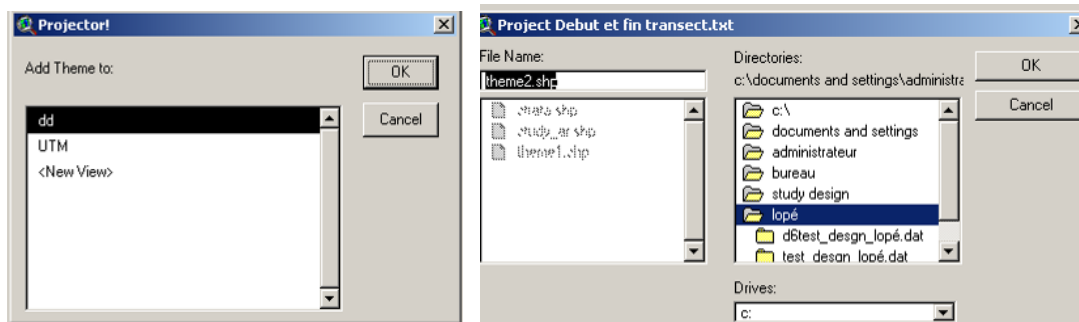 Projector!
Add Theme to:
OK
Cancel
dd
UTM
<New View>
Project Debut et fin transect.txt
File Name:
theme2.shp
strata.shp
study_ar.shp
theme1.shp
Directories:
c:\documents and settings\administra
c:\
documents and settings
administrateur
bureau
study design
lopé
d6test_desgn_lopé.dat
test_desgn_lopé.dat
Drives:
c:
OK
Cancel